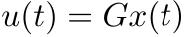 u(t) = Gx(t)